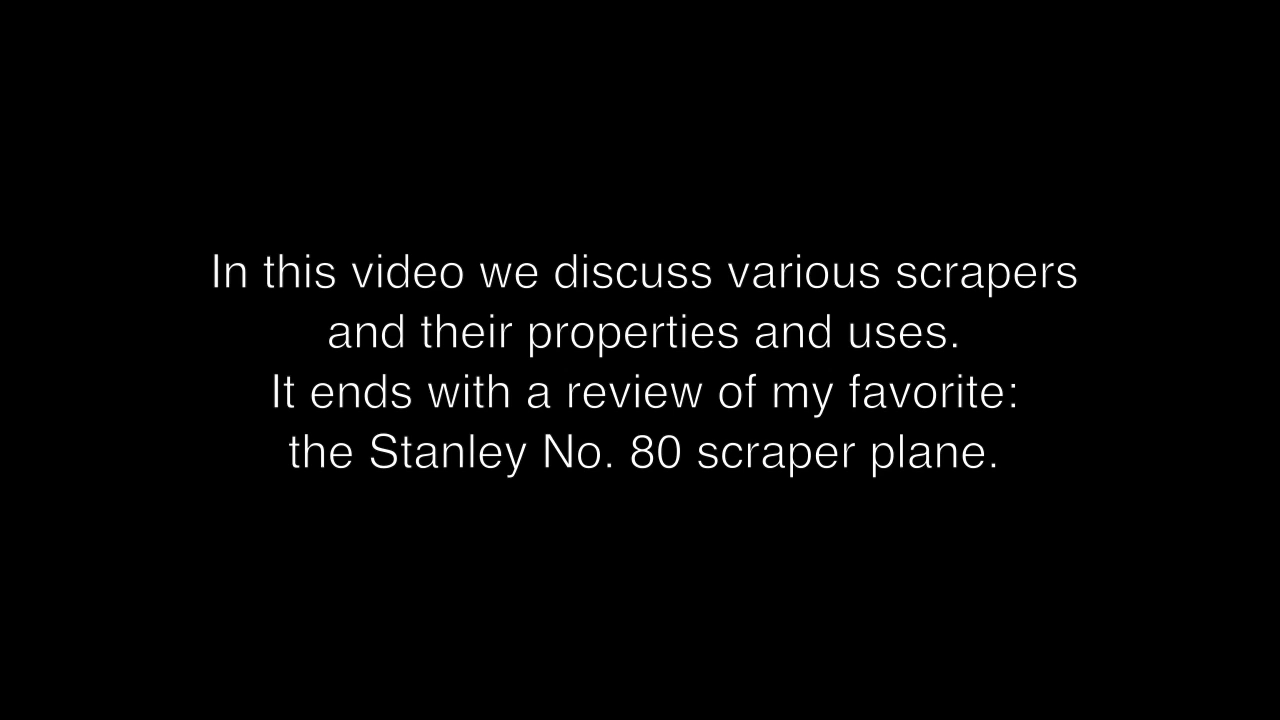 In this video we discuss various scrapers
and their properties and uses.
It ends with a review of my favorite:
the Stanley No. 80 scraper plane.